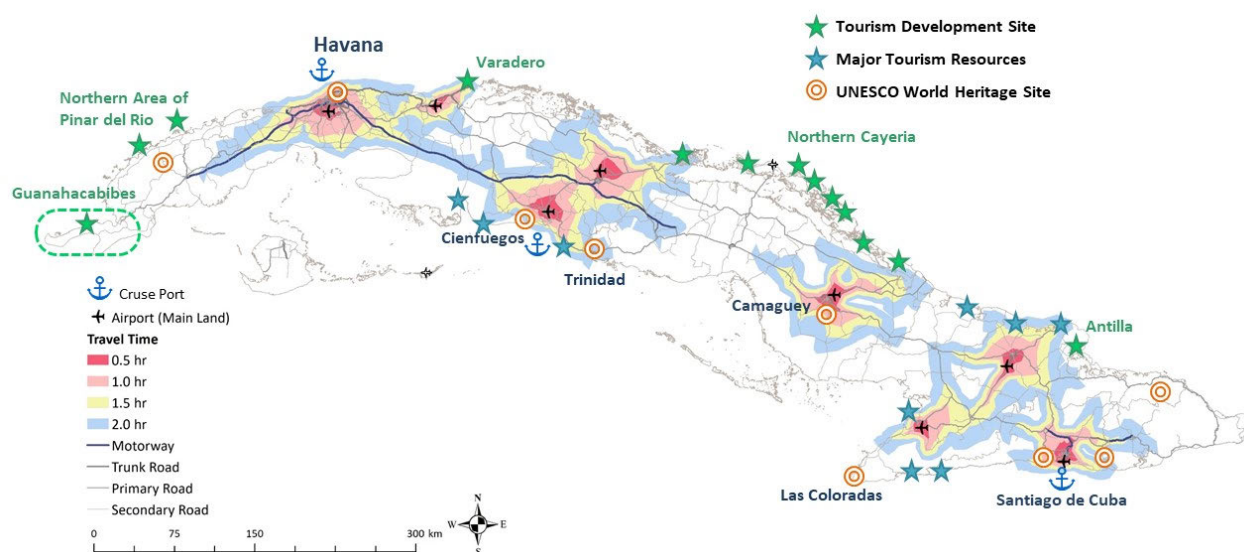 Havana
Varadero
Northern Area of
Pinar del Rio
Guanahacabibes
Tourism Development Site
Major Tourism Resources
UNESCO World Heritage Site
Northern Cayeria
Cienfuegos
Trinidad
Camaguey
Antilla
Las Coloradas
Santiago de Cuba
Cruse Port
Airport (Main Land)
Travel Time
0.5 hr
1.0 hr
1.5 hr
2.0 hr
Motorway
Trunk Road
Primary Road
Secondary Road
N
W E
S
0 75 150 300 km